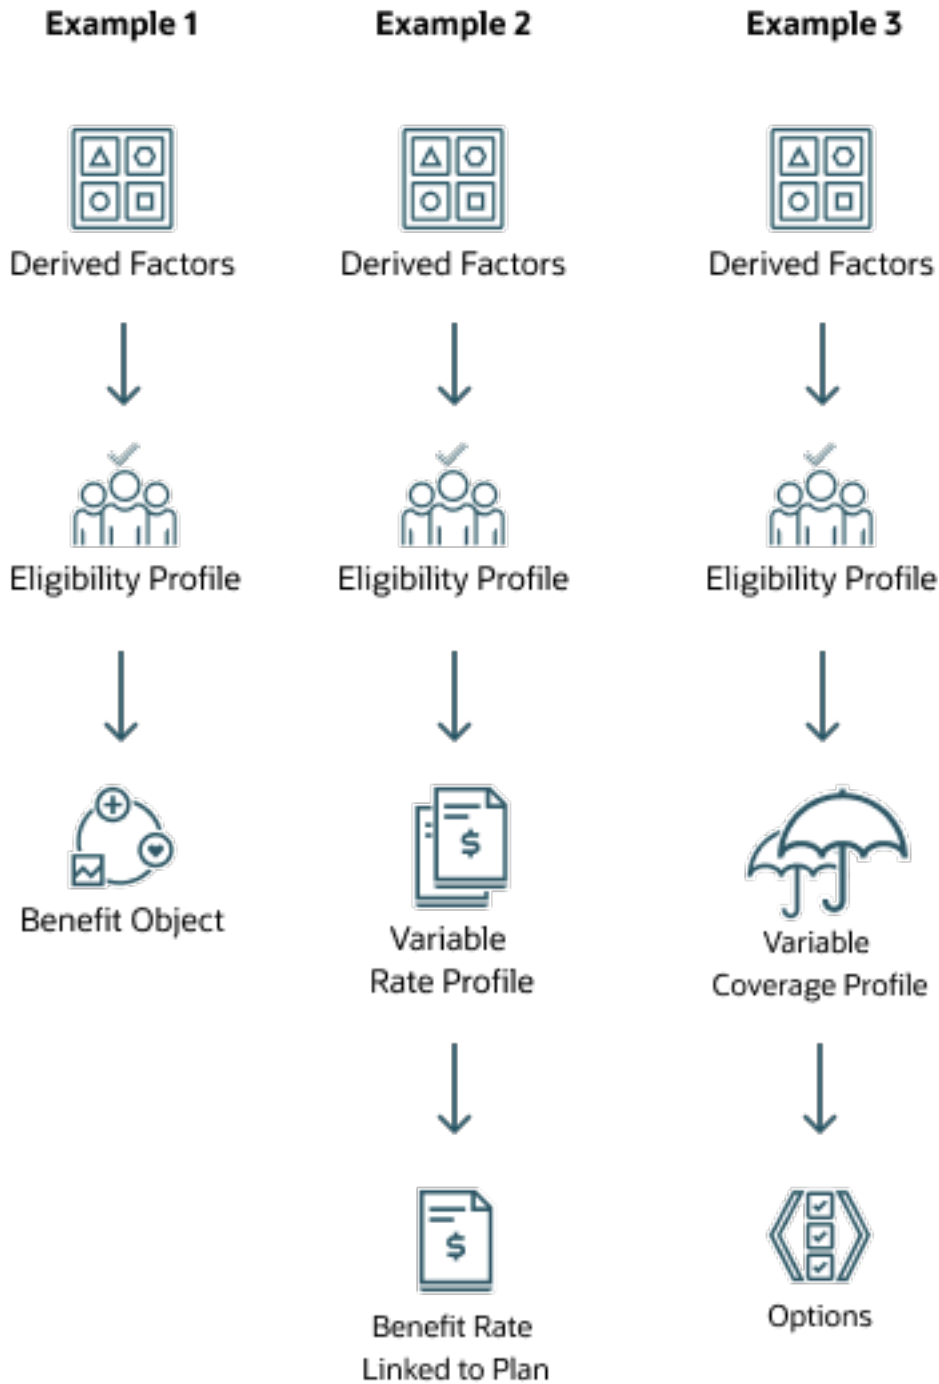 Example 1
Example 2
Example 3
Derived Factors
Derived Factors
Derived Factors
Eligibility Profile
Eligibility Profile
Eligibility Profile
Benefit Object
Variable
Rate Profile
Variable
Coverage Profile
$
$
Benefit Rate
Linked to Plan
Options